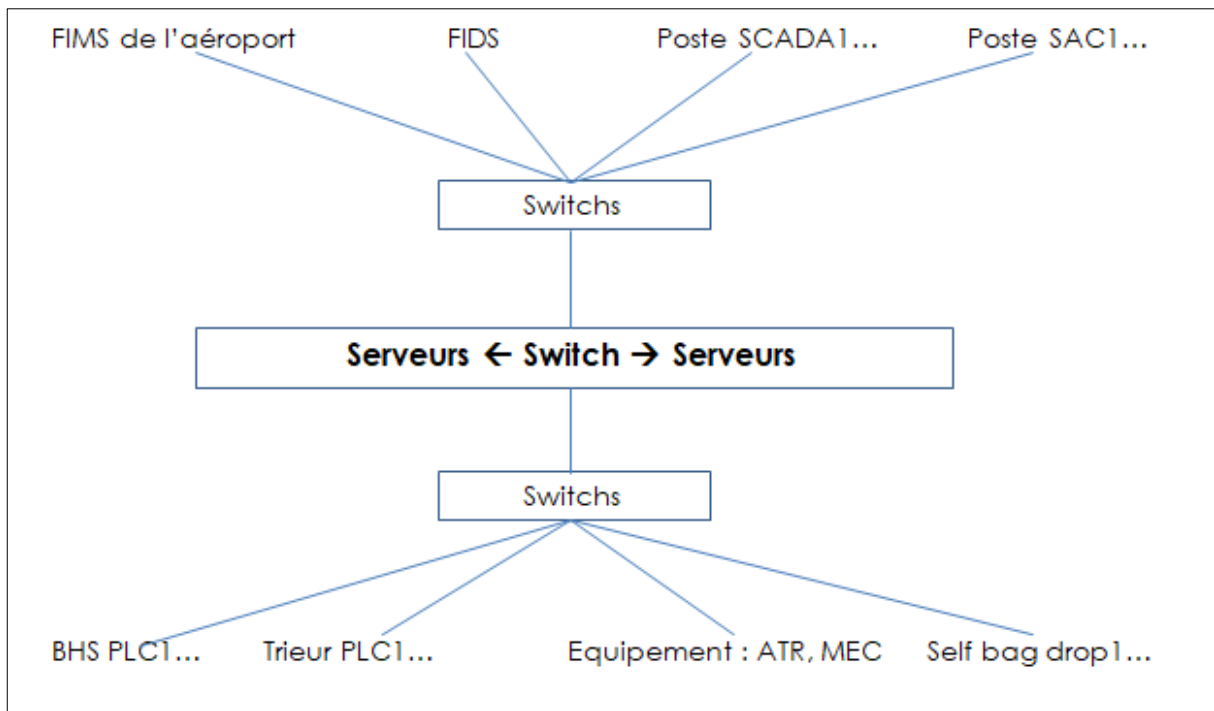 FIMS de l’aéroport
FIDS
Poste SCADA1…
Poste SAC1…
Switchs
Serveurs ← Switch → Serveurs
Switchs
BHS PLC1…
Trieur PLC1…
Equipement : ATR, MEC
Self bag drop1…